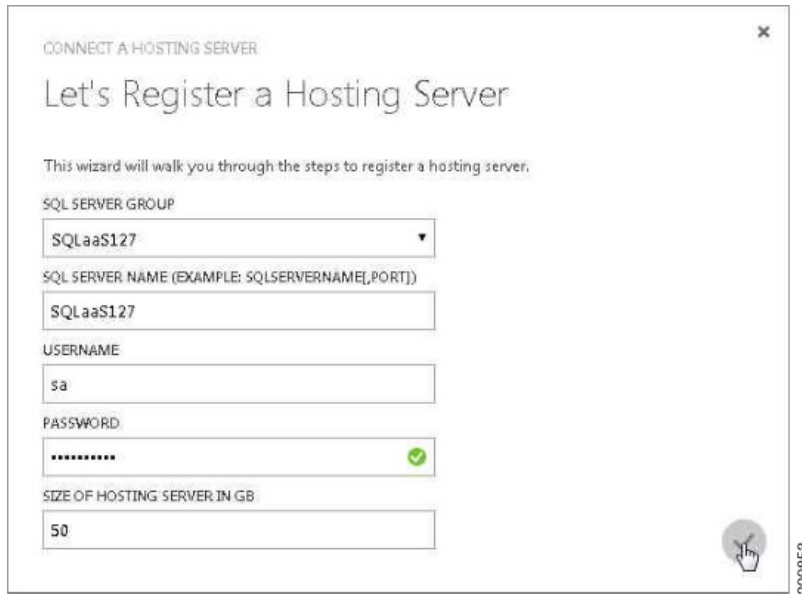 CONNECT A HOSTING SERVER
Let's Register a Hosting Server
This wizard will walk you through the steps to register a hosting server.
SQL SERVER GROUP
SQLaaS127
SQL SERVER NAME (EXAMPLE: SQLSERVERNAME[,PORT])
SQLaaS127
USERNAME
sa
PASSWORD
••••••••••
SIZE OF HOSTING SERVER IN GB
50